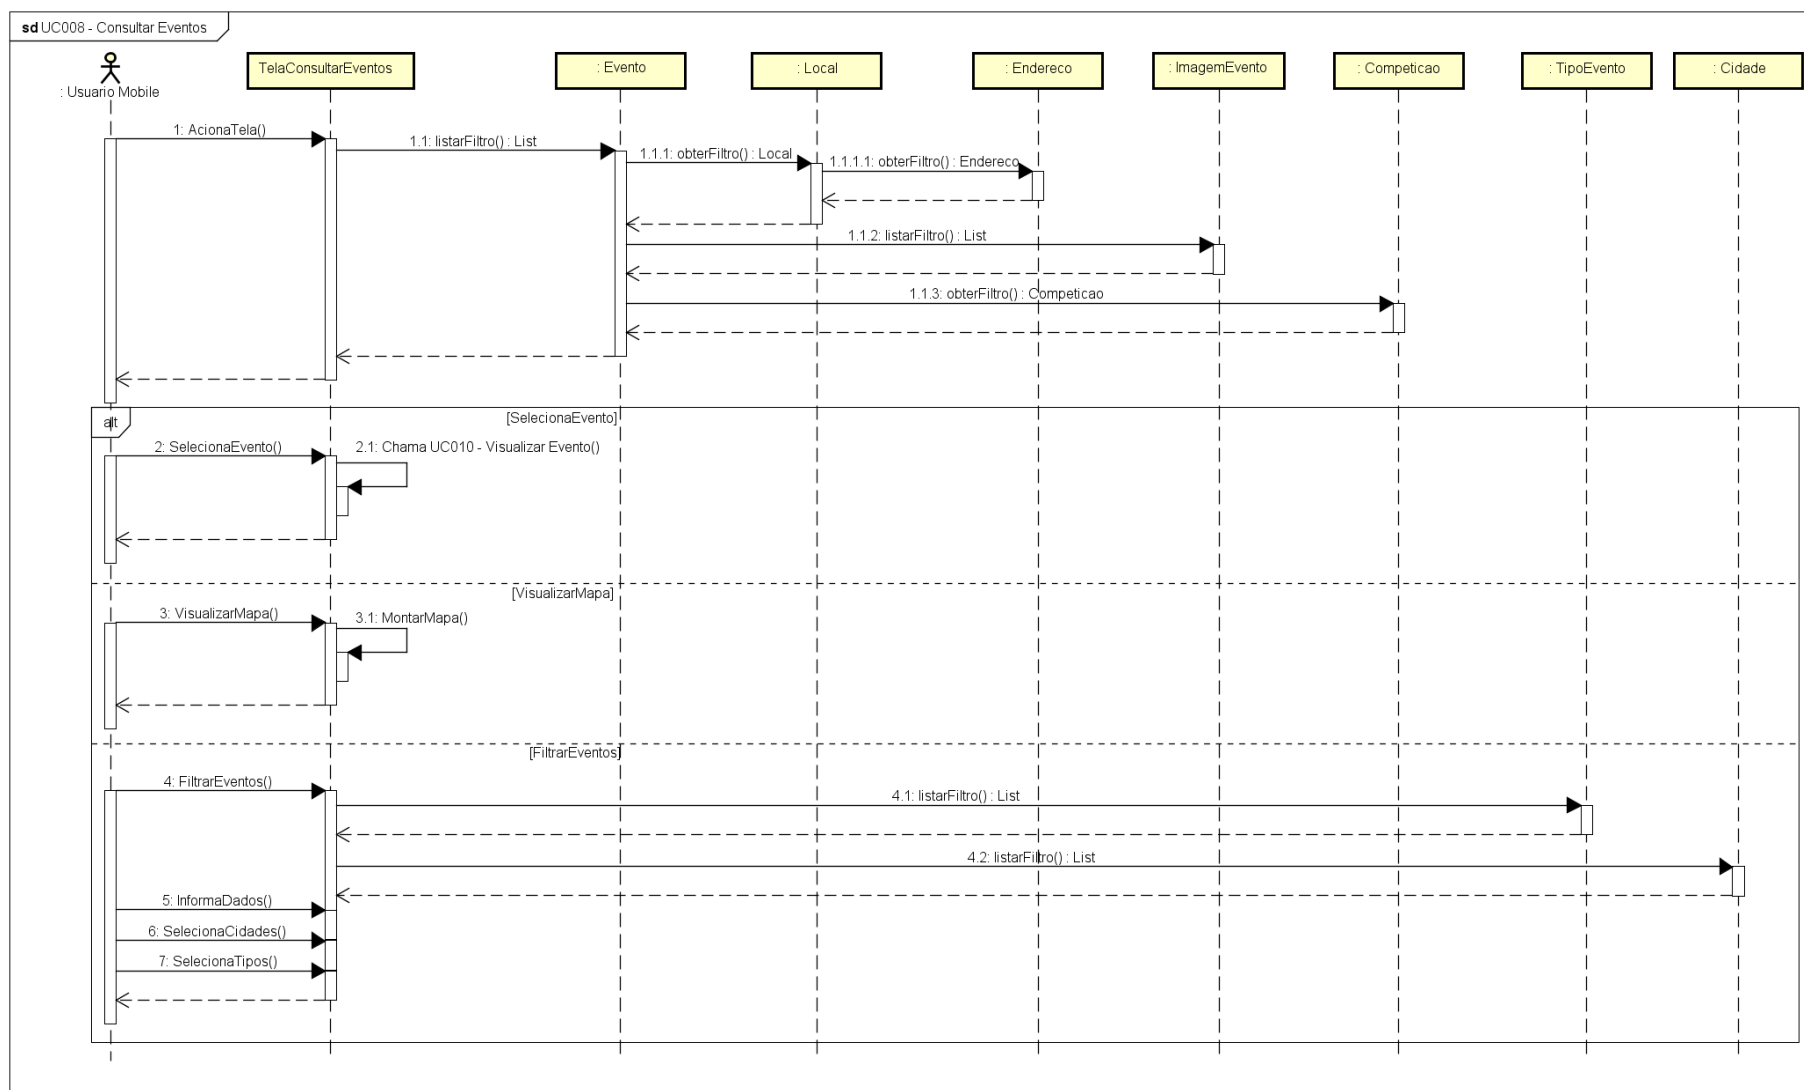 sd UC008 - Consultar Eventos
: Usuario Mobile
TelaConsultarEventos
: Evento
: Local
: Endereco
: ImagemEvento
: Competicao
: TipoEvento
: Cidade
1: AcionaTela()
1.1: listarFiltro() : List
1.1.1: obterFiltro() : Local
1.1.1.1: obterFiltro() : Endereco
1.1.2: listarFiltro() : List
1.1.3: obterFiltro() : Competicao
alt
[SelecionaEvento]
2: SelecionaEvento()
2.1: Chama UC010 - Visualizar Evento()
[VisualizarMapa]
3: VisualizarMapa()
3.1: MontarMapa()
[FiltrarEventos]
4: FiltrarEventos()
4.1: listarFiltro() : List
4.2: listarFiltro() : List
5: InformaDados()
6: SelecionaCidades()
7: SelecionaTipos()